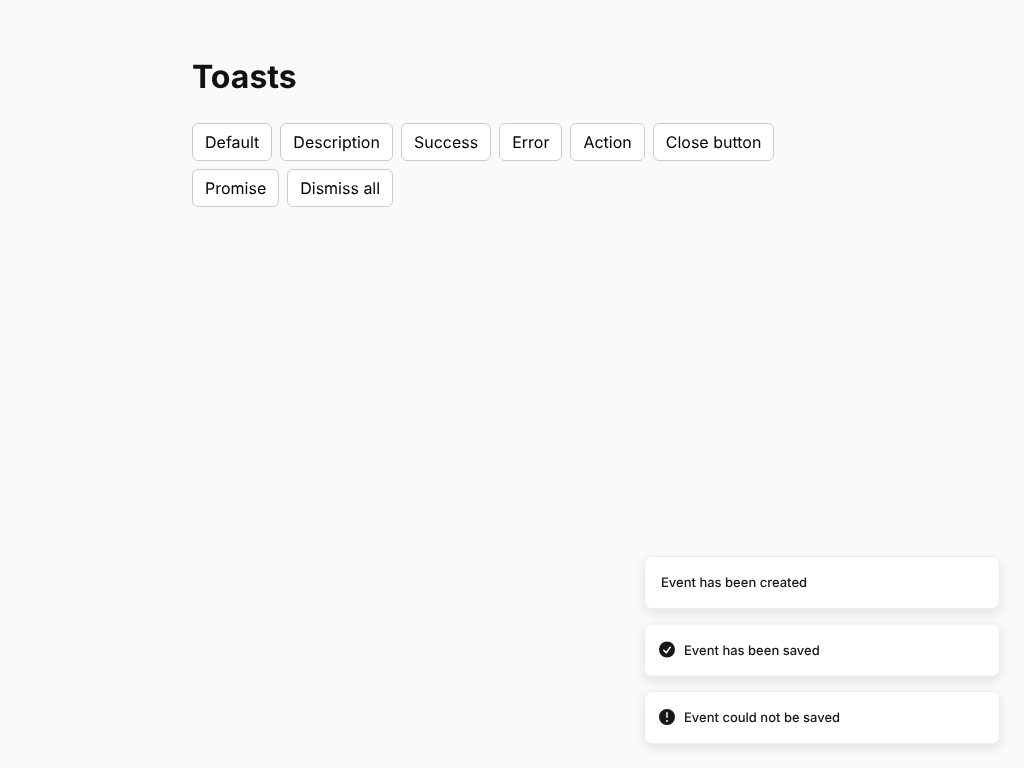 Toasts
Default Description Success Error Action Close button
Promise Dismiss all
Event has been created
Event has been saved
Event could not be saved